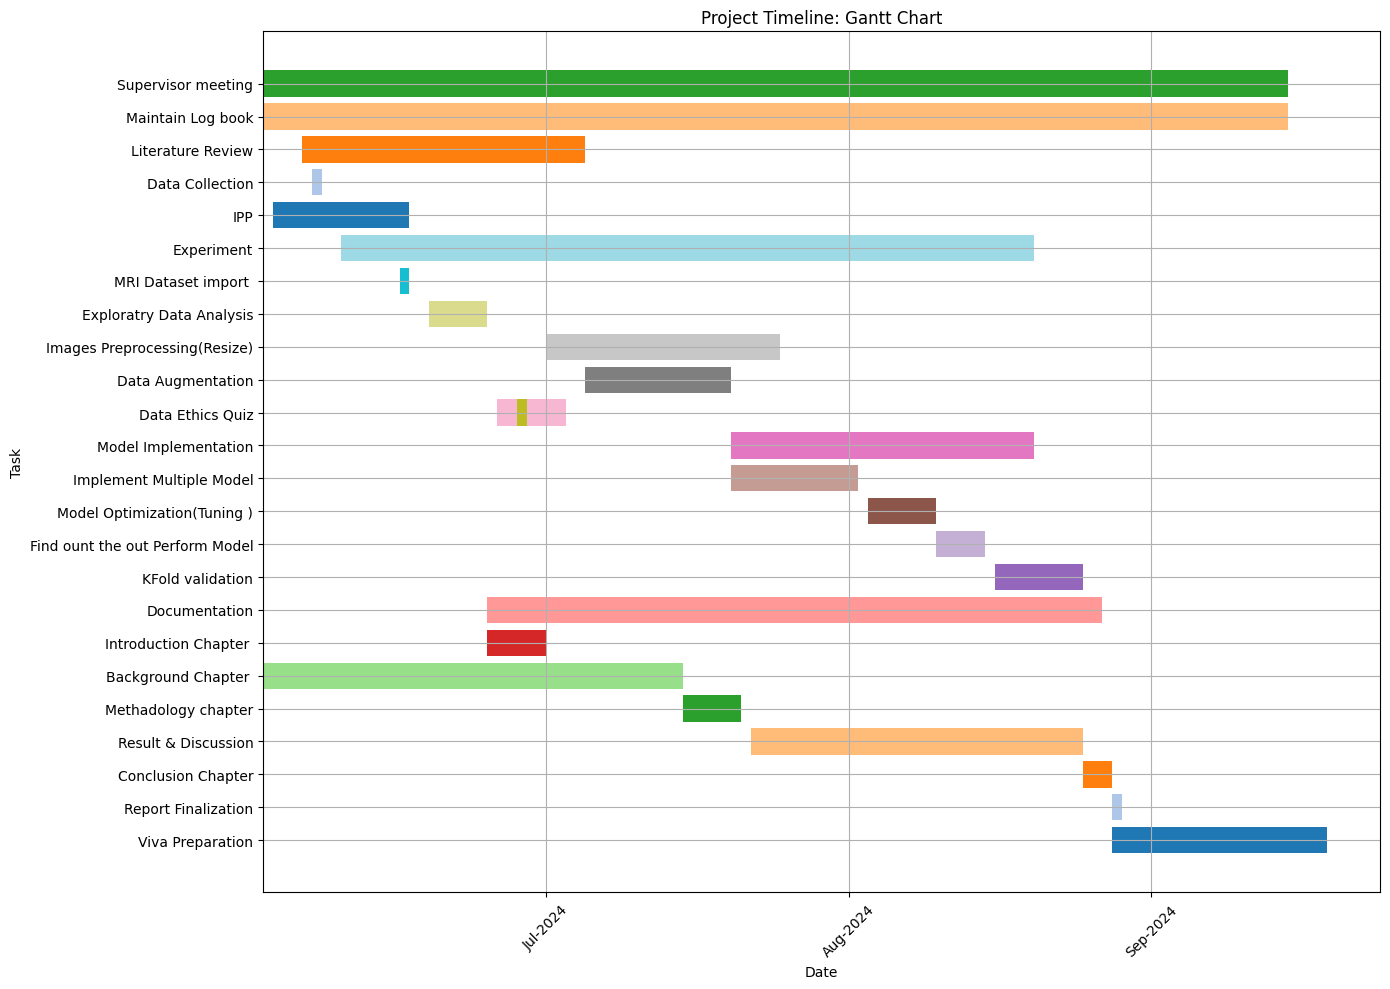 Project Timeline: Gantt Chart
Supervisor meeting
Maintain Log book
Literature Review
Data Collection
IPP
Experiment
MRI Dataset import
Exploratry Data Analysis
Images Preprocessing(Resize)
Data Augmentation
Data Ethics Quiz
Model Implementation
Implement Multiple Model
Model Optimization(Tuning )
Find ount the out Perform Model
KFold validation
Documentation
Introduction Chapter
Background Chapter
Methadology chapter
Result & Discussion
Conclusion Chapter
Report Finalization
Viva Preparation
Task
Jul-2024
Aug-2024
Sep-2024
Date